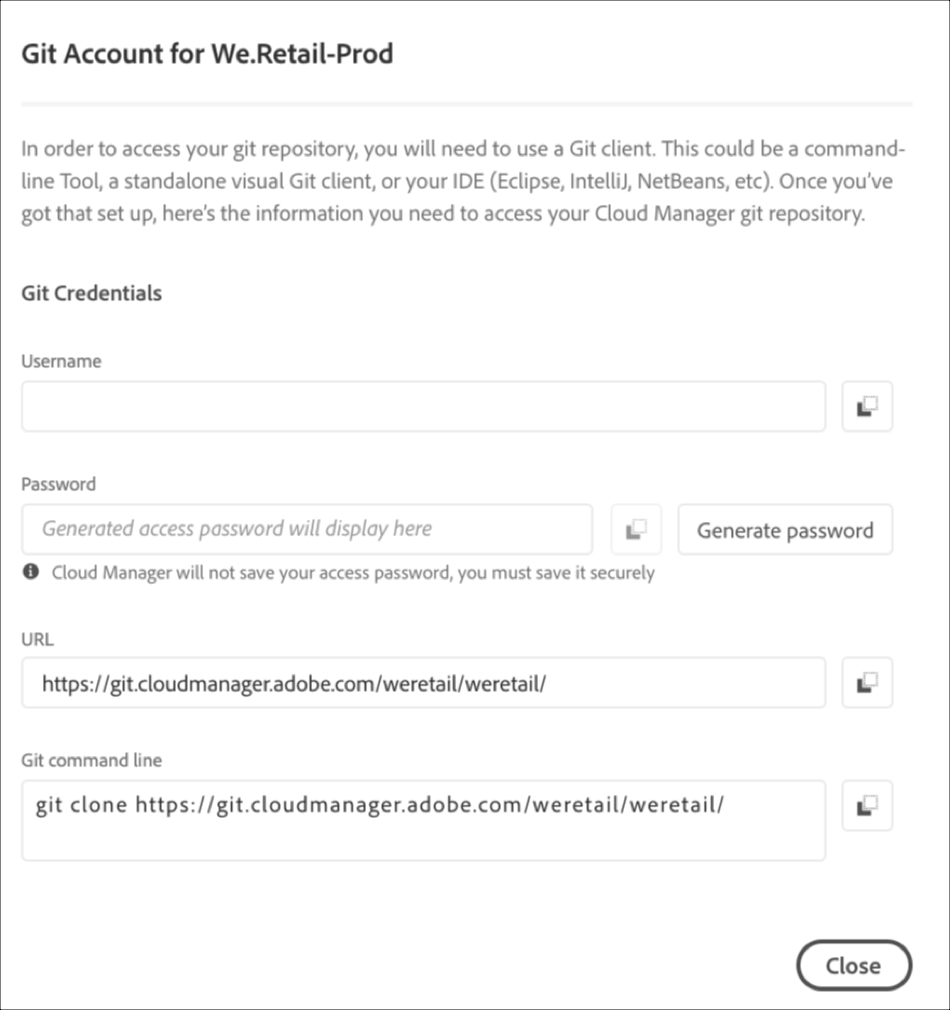 Git Account for We.Retail-Prod
In order to access your git repository, you will need to use a Git client. This could be a command-
line Tool, a standalone visual Git client, or your IDE (Eclipse, IntelliJ, NetBeans, etc). Once you’ve
got that set up, here’s the information you need to access your Cloud Manager git repository.
Git Credentials
Username
Password
Generated access password will display here
Generate password
Cloud Manager will not save your access password, you must save it securely
URL
https://git.cloudmanager.adobe.com/weretail/weretail/
Git command line
git clone https://git.cloudmanager.adobe.com/weretail/weretail/
Close